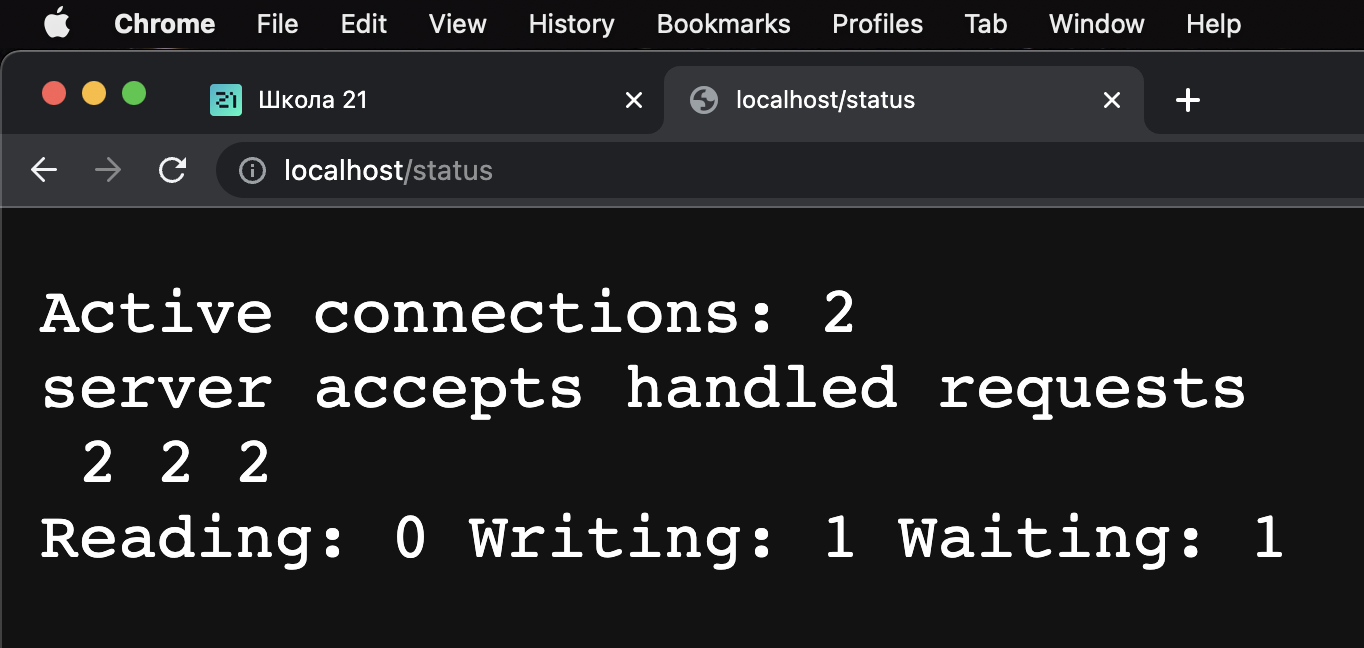 Chrome File Edit View History Bookmarks Profiles Tab Window Help
21 Школа 21 localhost/status
localhost/status
Active connections: 2
server accepts handled requests
2 2 2
Reading: 0 Writing: 1 Waiting: 1